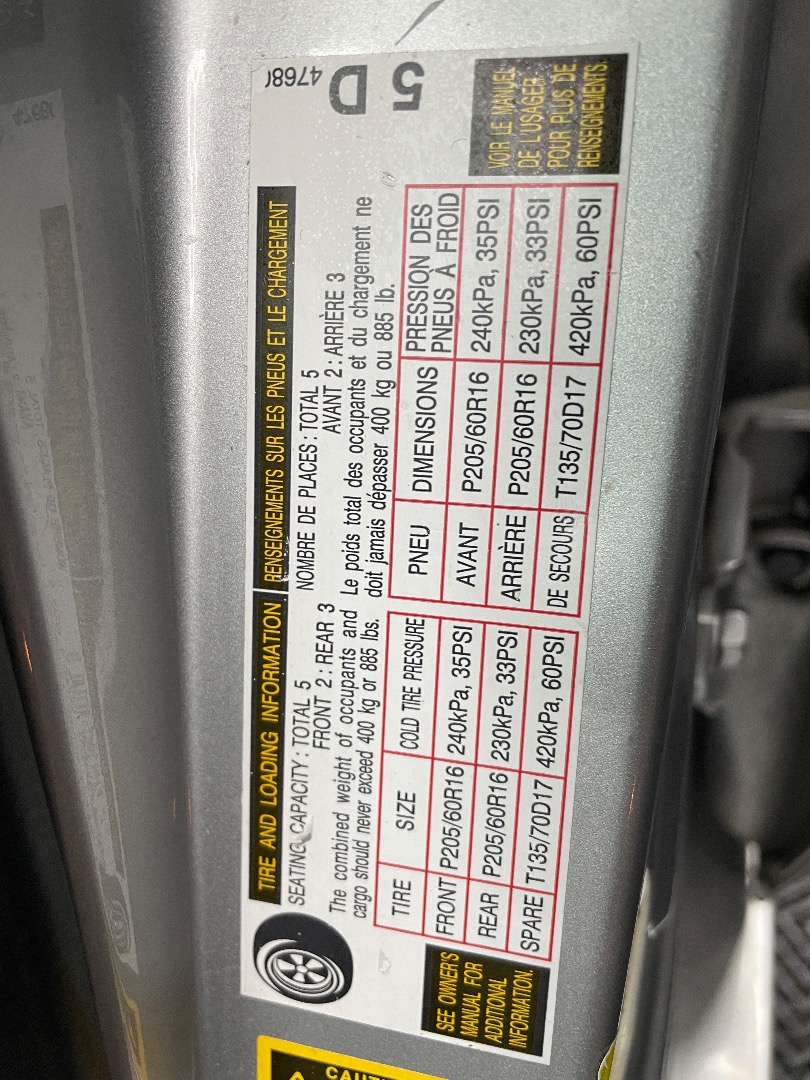 TIRE AND LOADING INFORMATION
SEATING CAPACITY : TOTAL 5
FRONT 2 : REAR 3
The combined weight of occupants and
cargo should never exceed 400 kg or 885 lbs.
TIRE SIZE COLD TIRE PRESSURE
FRONT P205/60R16 240kPa, 35PSI
REAR P205/60R16 230kPa, 33PSI
SPARE T135/70D17 420kPa, 60PSI
SEE OWNER'S
MANUAL FOR
ADDITIONAL
INFORMATION.
RENSEIGNEMENTS SUR LES PNEUS ET LE CHARGEMENT
NOMBRE DE PLACES : TOTAL 5
AVANT 2 : ARRIÈRE 3
Le poids total des occupants et du chargement ne
doit jamais dépasser 400 kg ou 885 lb.
PNEU DIMENSIONS PRESSION DES
PNEUS À FROID
AVANT P205/60R16 240kPa, 35PSI
ARRIÈRE P205/60R16 230kPa, 33PSI
DE SECOURS T135/70D17 420kPa, 60PSI
VOIR LE MANUEL
DE L'USAGER
POUR PLUS DE
RENSEIGNEMENTS.
5 D